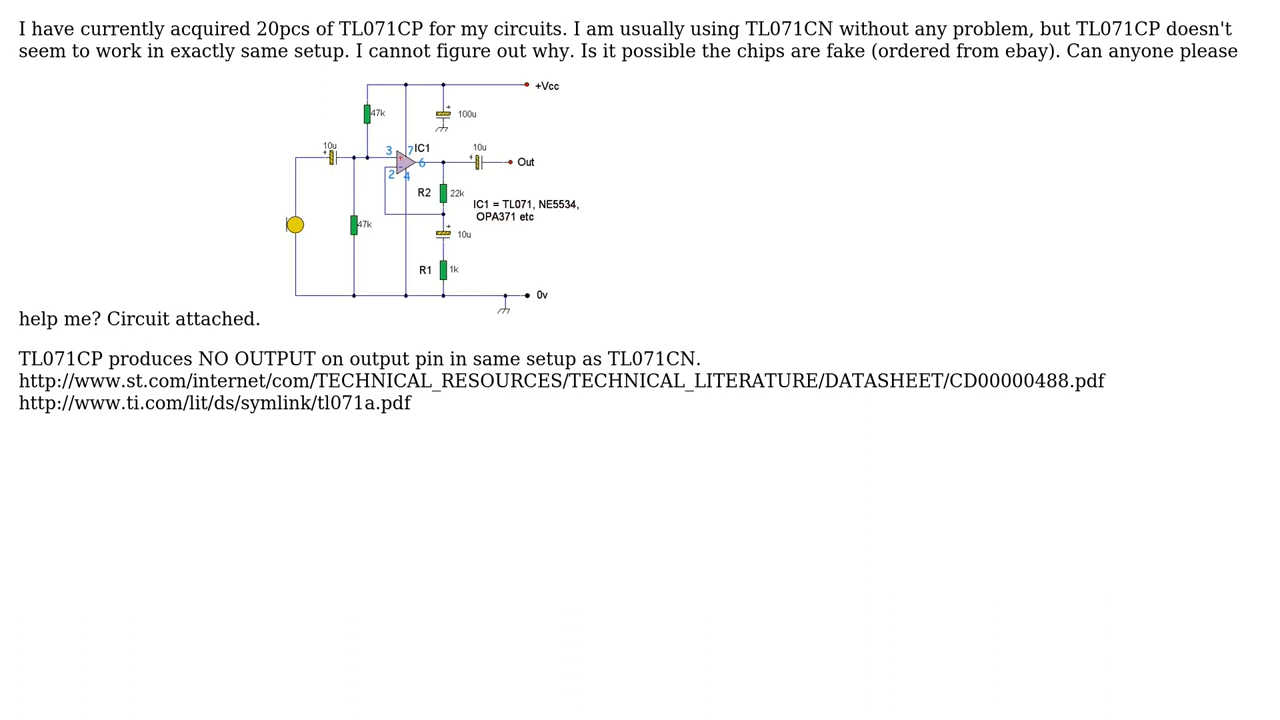 I have currently acquired 20pcs of TL071CP for my circuits. I am usually using TL071CN without any problem, but TL071CP doesn't
seem to work in exactly same setup. I cannot figure out why. Is it possible the chips are fake (ordered from ebay). Can anyone please
+Vcc
47k
+
100u
10u
+
3
7
IC1
10u
+
6
Out
2
4
R2
22k
IC1 = TL071, NE5534,
OPA371 etc
47k
+
10u
R1
1k
0v
help me? Circuit attached.
TL071CP produces NO OUTPUT on output pin in same setup as TL071CN.
http://www.st.com/internet/com/TECHNICAL_RESOURCES/TECHNICAL_LITERATURE/DATASHEET/CD00000488.pdf
http://www.ti.com/lit/ds/symlink/tl071a.pdf